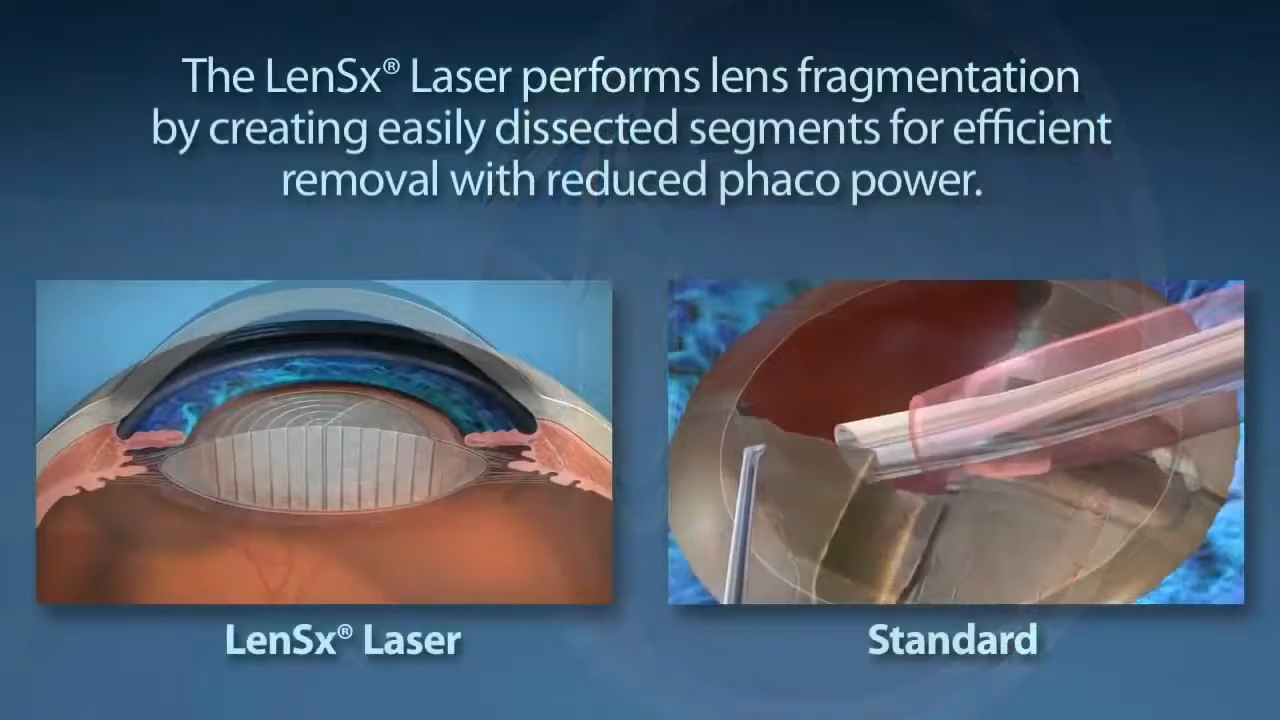 The LenSx® Laser performs lens fragmentation
by creating easily dissected segments for efficient
removal with reduced phaco power.
LenSx® Laser
Standard